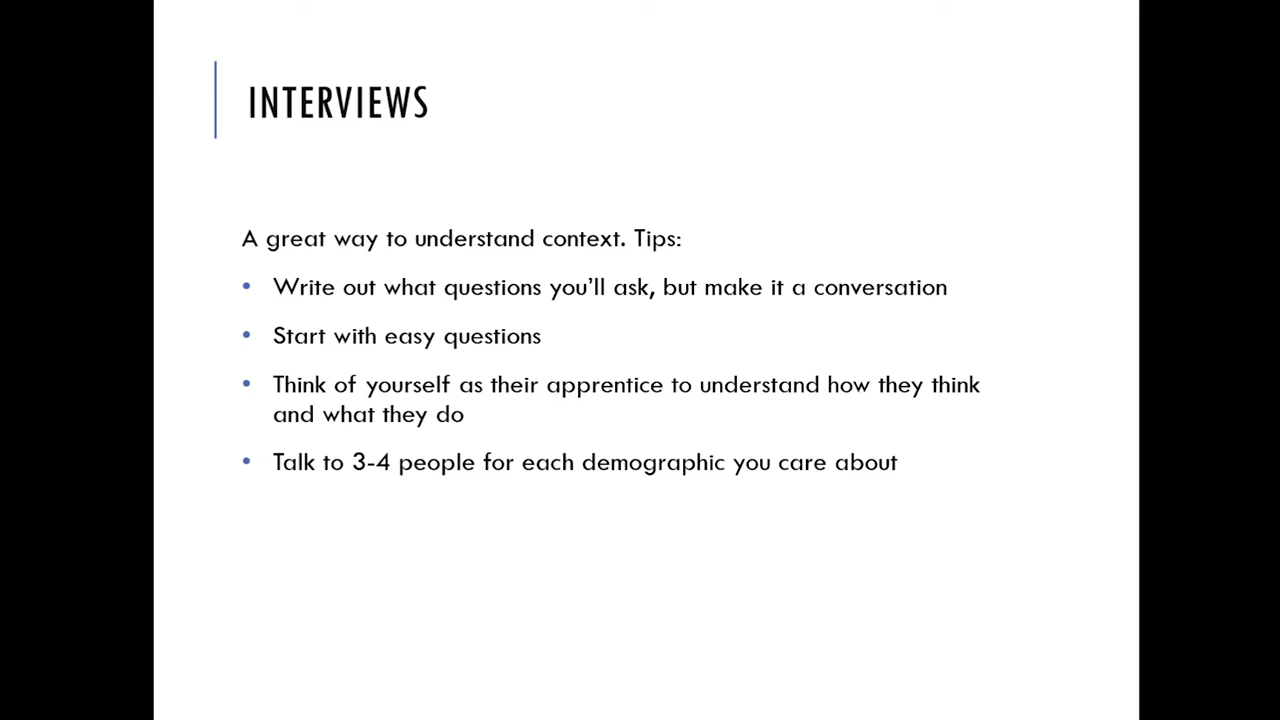 INTERVIEWS
A great way to understand context. Tips:
• Write out what questions you’ll ask, but make it a conversation
• Start with easy questions
• Think of yourself as their apprentice to understand how they think
and what they do
• Talk to 3-4 people for each demographic you care about